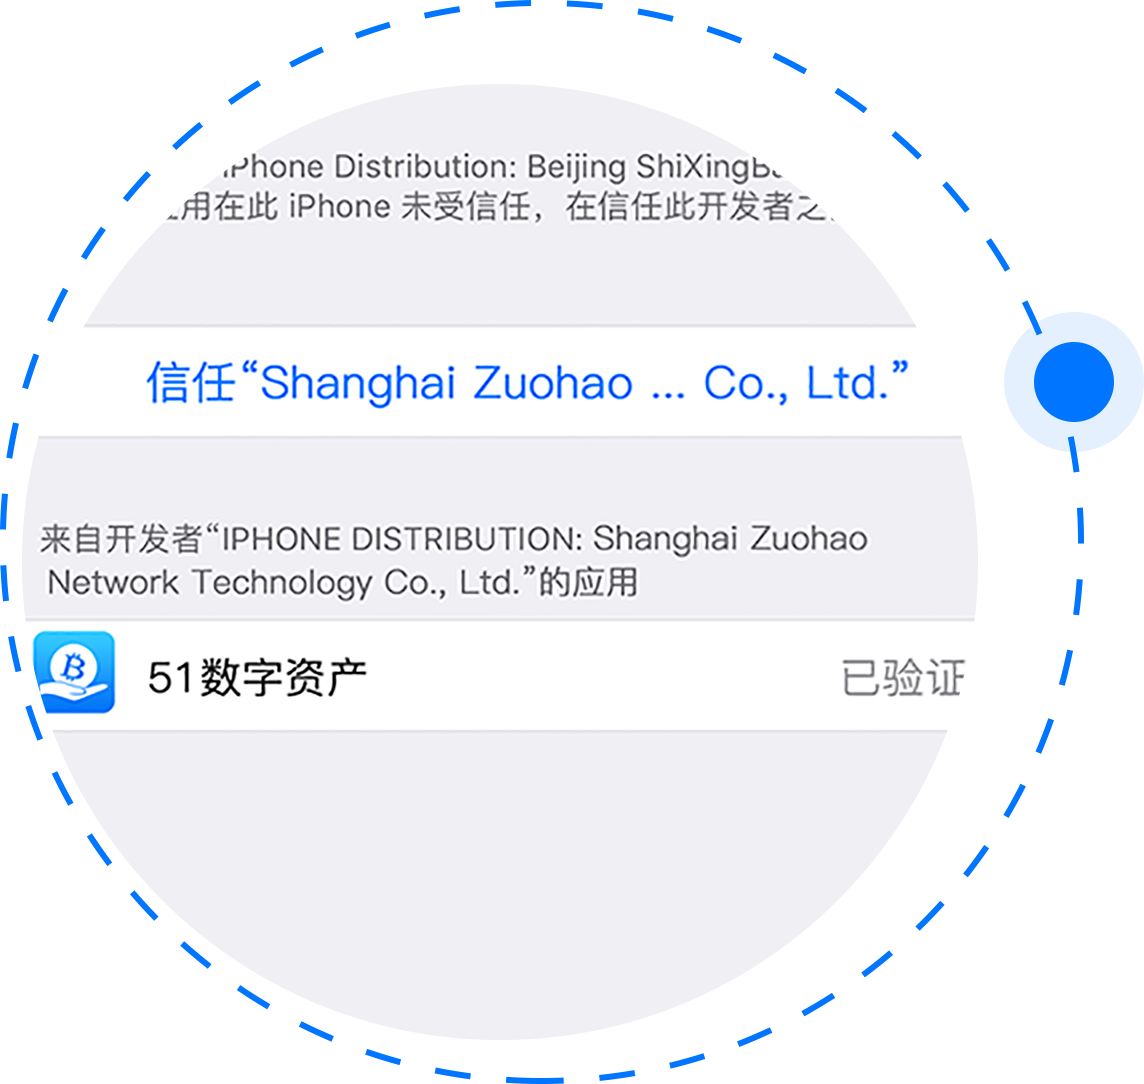 iPhone Distribution: Beijing ShiXingBa
用在此 iPhone 未受信任，在信任此开发者之
信任“Shanghai Zuohao ... Co., Ltd.”
来自开发者“IPHONE DISTRIBUTION: Shanghai Zuohao
Network Technology Co., Ltd.”的应用
51数字资产
已验证